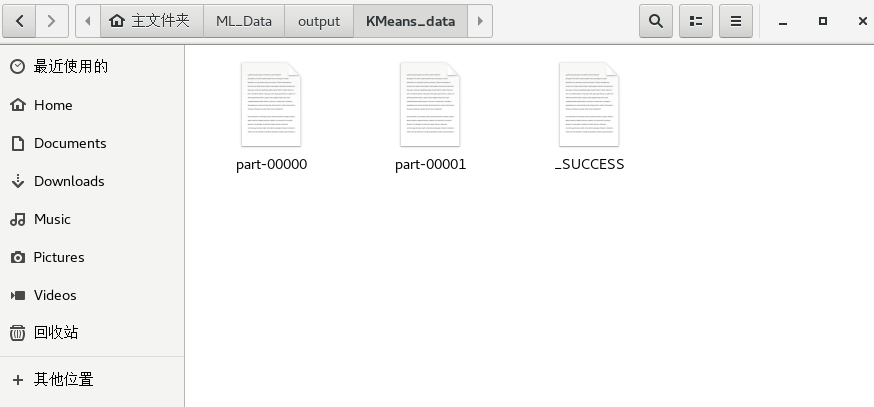 主文件夹 ML_Data output KMeans_data
最近使用的
Home
Documents
Downloads
Music
Pictures
Videos
回收站
其他位置
part-00000 part-00001 _SUCCESS